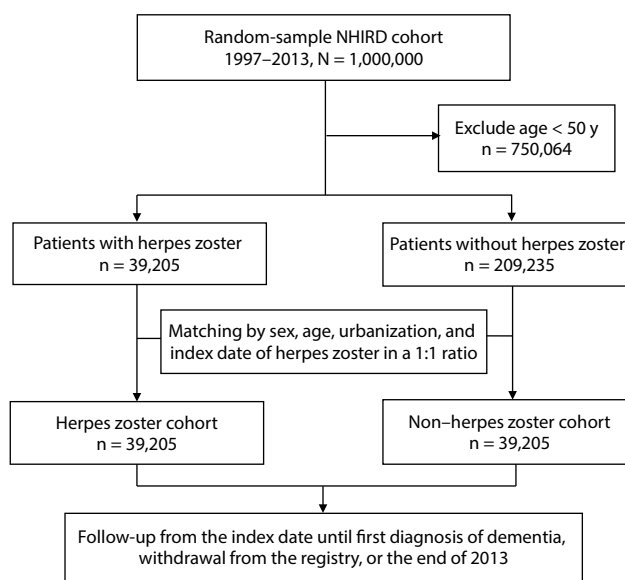 Random-sample NHIRD cohort
1997–2013, N = 1,000,000
Exclude age < 50 y
n = 750,064
Patients with herpes zoster
n = 39,205
Patients without herpes zoster
n = 209,235
Matching by sex, age, urbanization, and
index date of herpes zoster in a 1:1 ratio
Herpes zoster cohort
n = 39,205
Non–herpes zoster cohort
n = 39,205
Follow-up from the index date until first diagnosis of dementia,
withdrawal from the registry, or the end of 2013